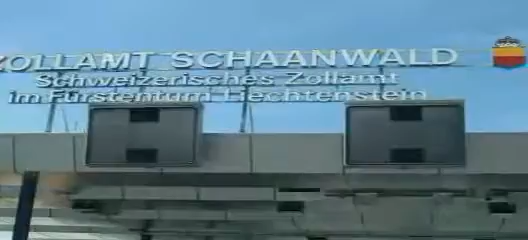 ZOLLAMT SCHAANWALD
Schweizerisches Zollamt
im Fürstentum Liechtenstein